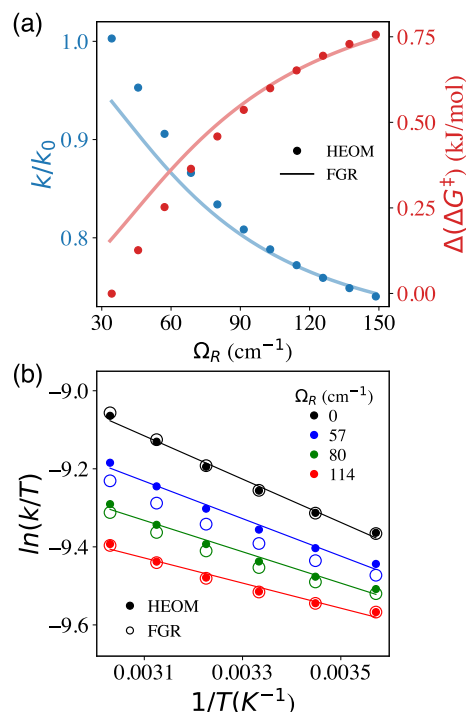 (a)
1.0
0.9
0.8
k/k₀
0.75
0.50
0.25
0.00
Δ(ΔG‡) (kJ/mol)
HEOM
FGR
30 60 90 120 150
Ω_R (cm⁻¹)
(b)
−9.0
−9.2
−9.4
−9.6
ln(k/T)
Ω_R (cm⁻¹)
0
57
80
114
HEOM
FGR
0.0031 0.0033 0.0035
1/T(K⁻¹)